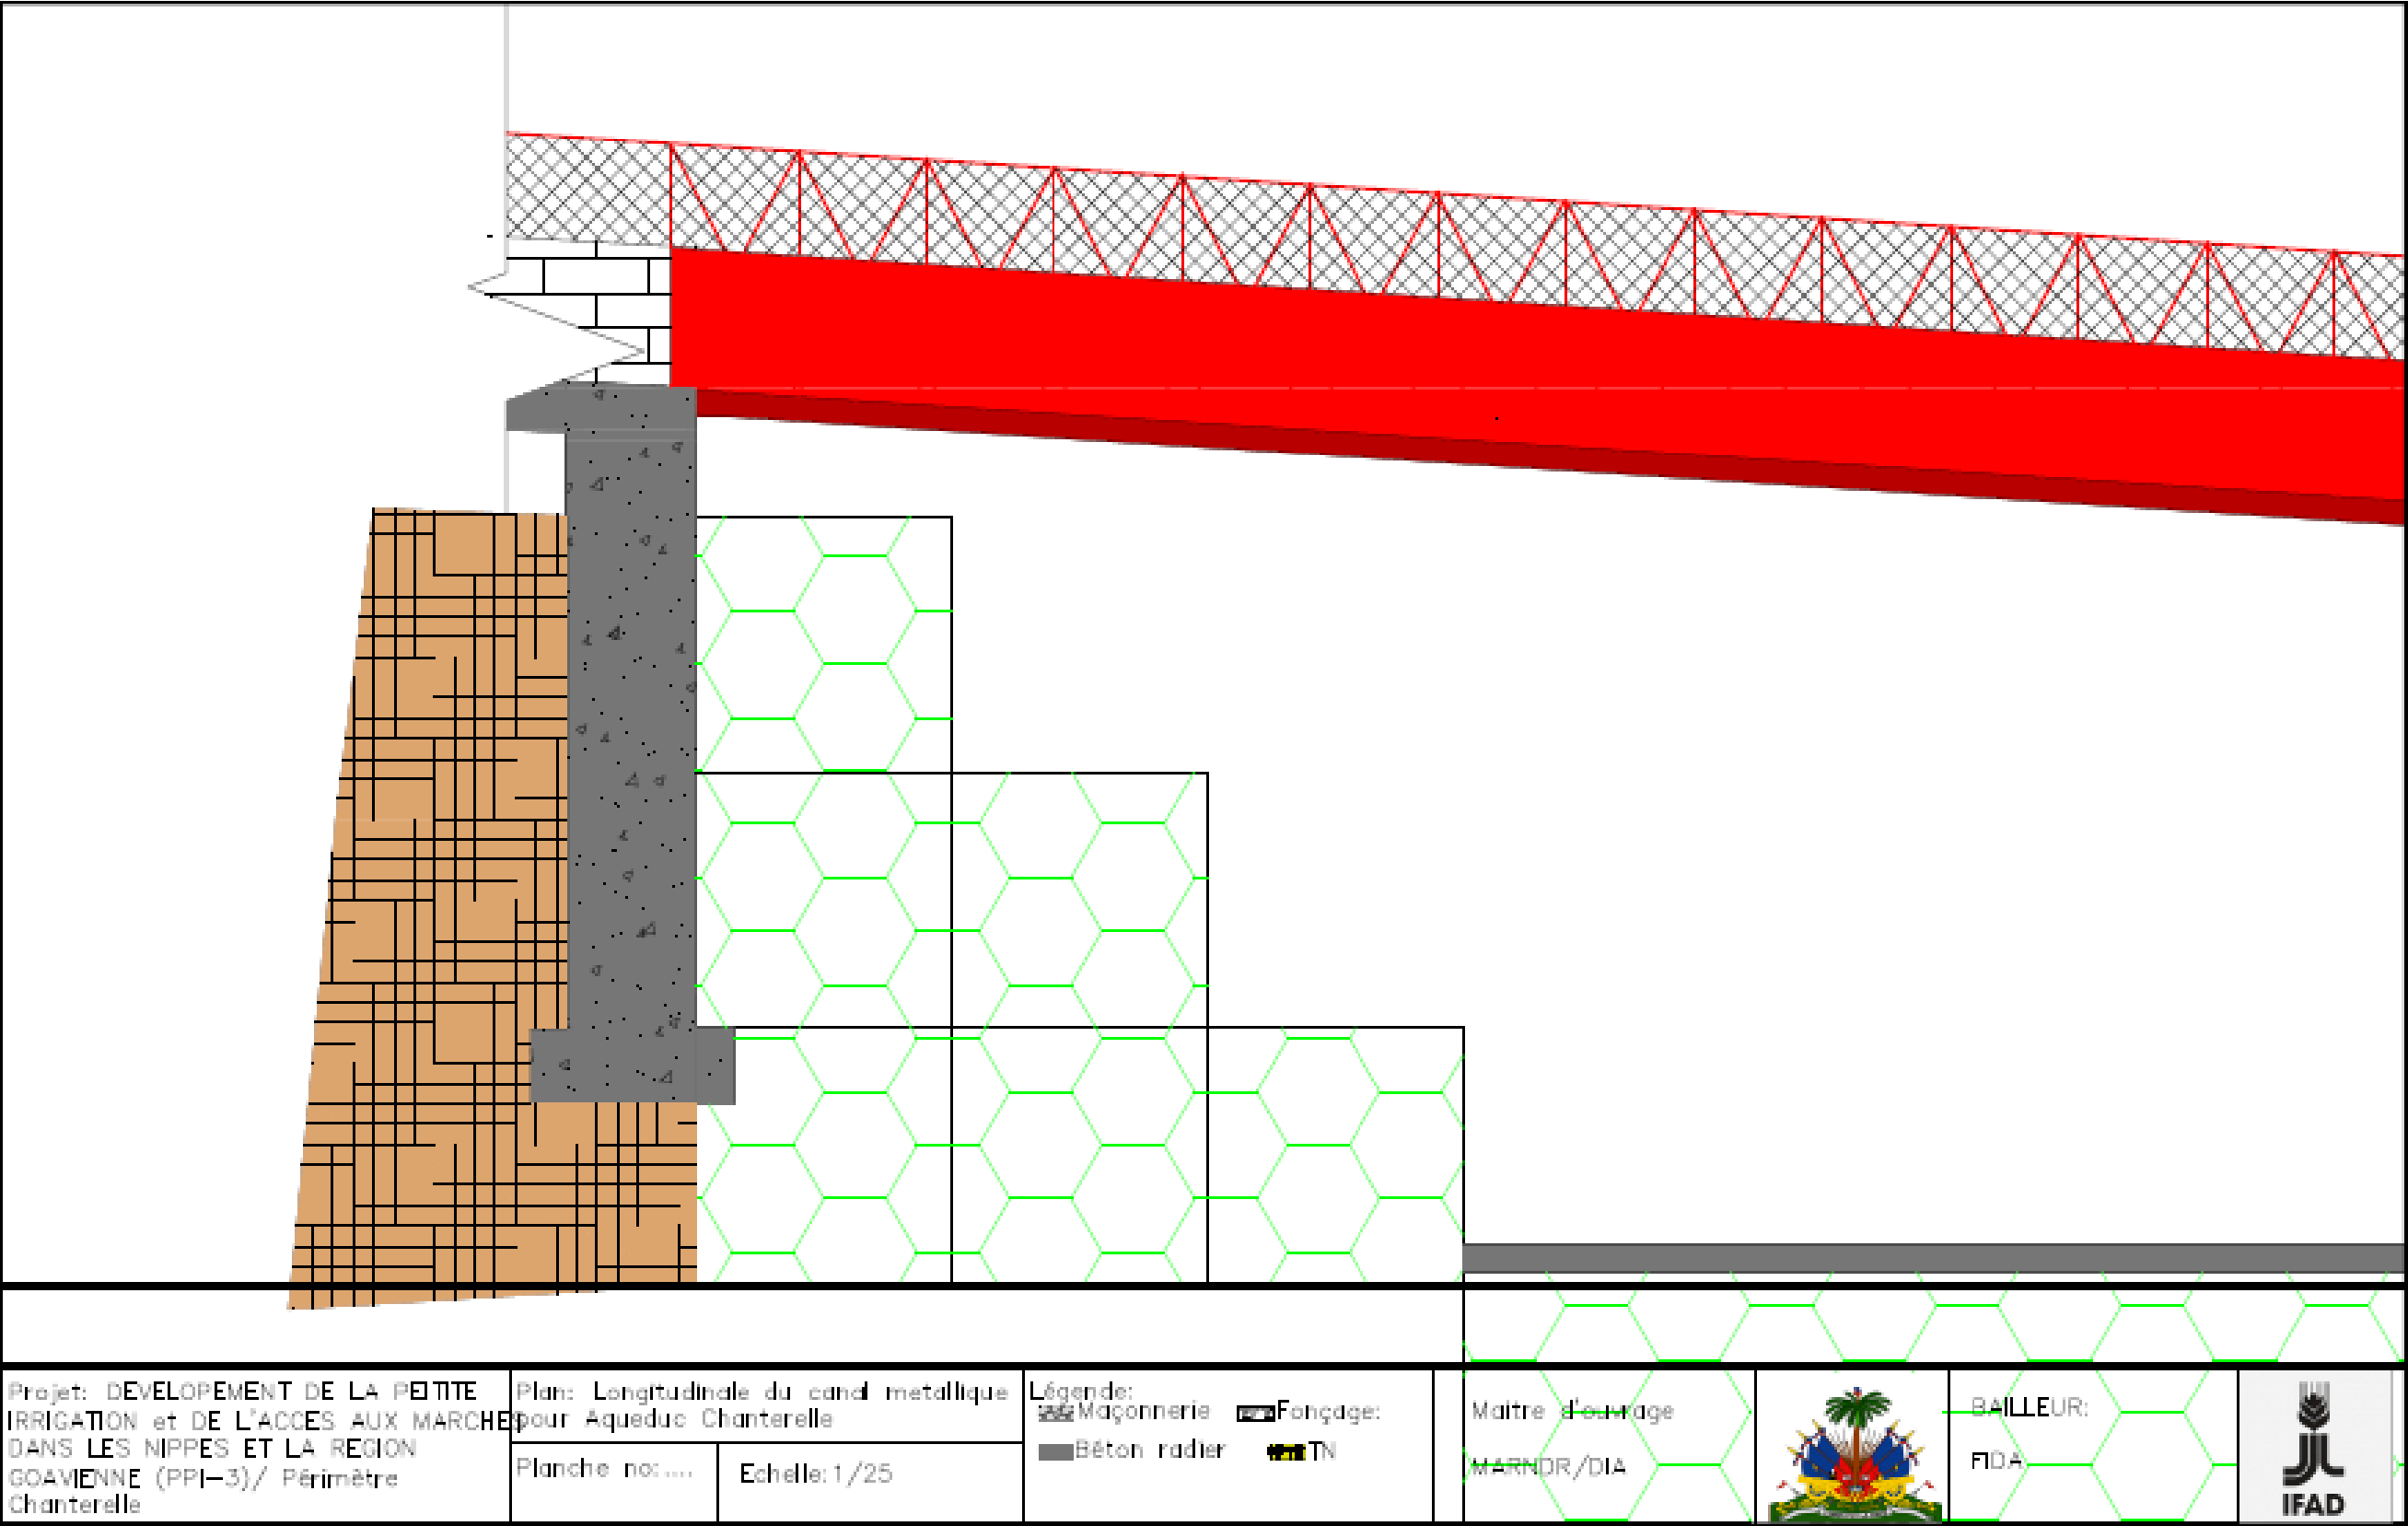 Projet: DEVELOPEMENT DE LA PETITE
IRRIGATION et DE L'ACCES AUX MARCHES
DANS LES NIPPES ET LA REGION
GOAVIENNE (PPI-3)/ Périmètre
Chanterelle
Plan: Longitudinale du canal metallique
pour Aqueduc Chanterelle
Planche no:....
Echelle: 1/25
Légende:
Maçonnerie
Fonçage:
Béton radier
TN
Maitre d'ouvrage
MARNDR/DIA
BAILLEUR:
FIDA
IFAD